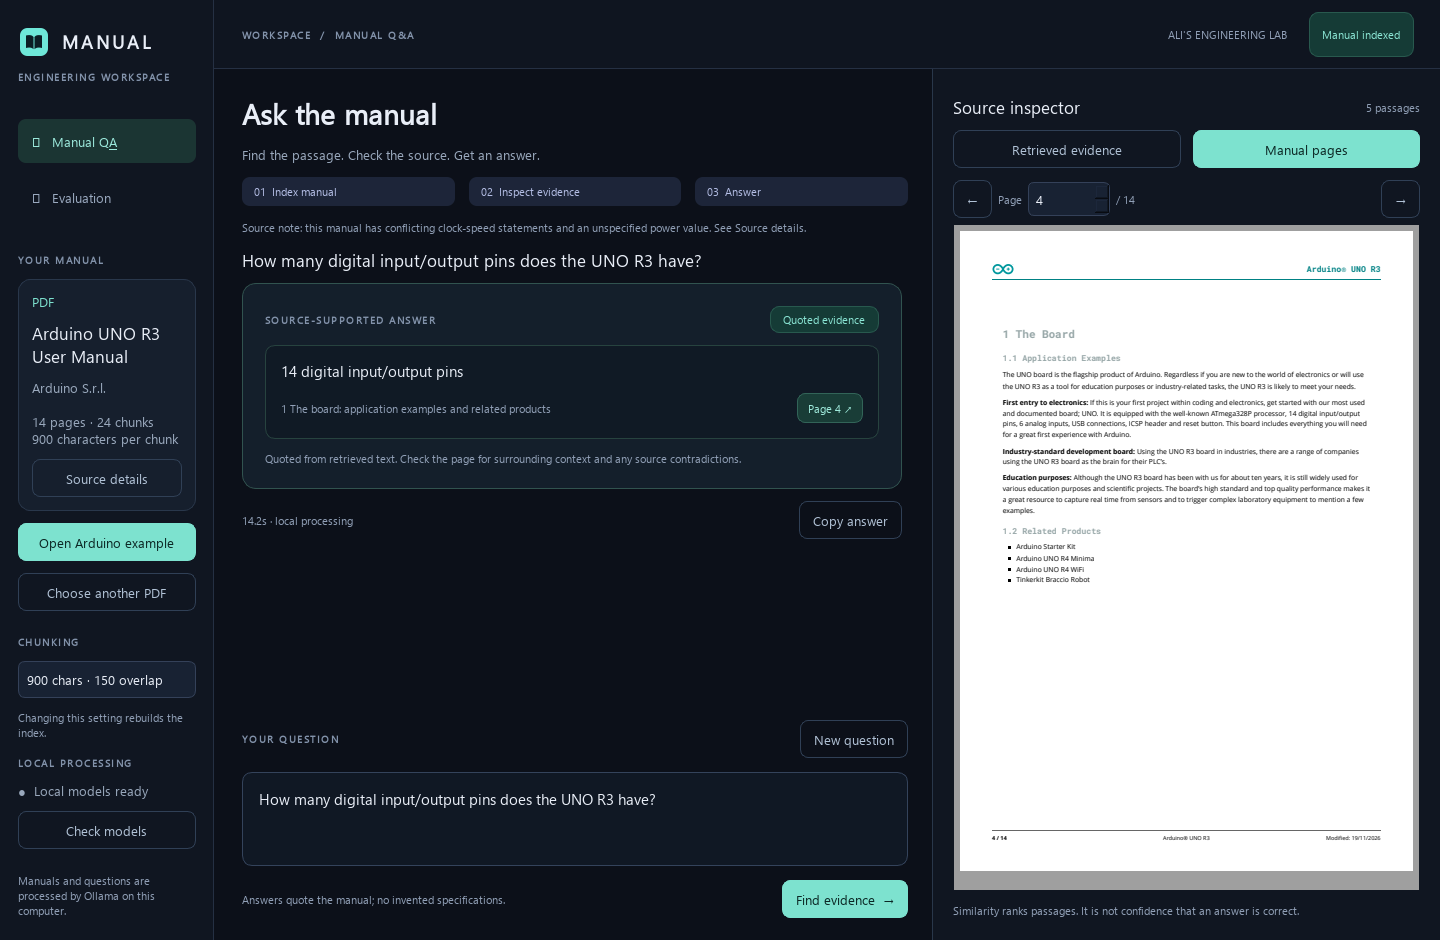 MANUAL
ENGINEERING WORKSPACE
Manual QA
Evaluation
YOUR MANUAL
PDF
Arduino UNO R3
User Manual
Arduino S.r.l.
14 pages · 24 chunks
900 characters per chunk
Source details
Open Arduino example
Choose another PDF
CHUNKING
900 chars · 150 overlap
Changing this setting rebuilds the
index.
LOCAL PROCESSING
● Local models ready
Check models
Manuals and questions are
processed by Ollama on this
computer.
WORKSPACE / MANUAL Q&A
ALI'S ENGINEERING LAB
Manual indexed
Ask the manual
Find the passage. Check the source. Get an answer.
01 Index manual
02 Inspect evidence
03 Answer
Source note: this manual has conflicting clock-speed statements and an unspecified power value. See Source details.
How many digital input/output pins does the UNO R3 have?
SOURCE-SUPPORTED ANSWER
Quoted evidence
14 digital input/output pins
1 The board: application examples and related products
Page 4 ↗
Quoted from retrieved text. Check the page for surrounding context and any source contradictions.
14.2s · local processing
Copy answer
YOUR QUESTION
New question
How many digital input/output pins does the UNO R3 have?
Answers quote the manual; no invented specifications.
Find evidence →
Source inspector
5 passages
Retrieved evidence
Manual pages
←
Page
4
/ 14
→
Arduino® UNO R3
1 The Board
1.1 Application Examples
The UNO board is the flagship product of Arduino. Regardless if you are new to the world of electronics or will use
the UNO R3 as a tool for education purposes or industry-related tasks, the UNO R3 is likely to meet your needs.
First entry to electronics: If this is your first project within coding and electronics, get started with our most used
and documented board; UNO. It is equipped with the well-known ATmega328P processor, 14 digital input/output
pins, 6 analog inputs, USB connections, ICSP header and reset button. This board includes everything you will need
for a great first experience with Arduino.
Industry-standard development board: Using the UNO R3 board in industries, there are a range of companies
using the UNO R3 board as the brain for their PLC's.
Education purposes: Although the UNO R3 board has been with us for about ten years, it is still widely used for
various education purposes and scientific projects. The board's high standard and top quality performance makes it
a great resource to capture real time from sensors and to trigger complex laboratory equipment to mention a few
examples.
1.2 Related Products
Arduino Starter Kit
Arduino UNO R4 Minima
Arduino UNO R4 WiFi
Tinkerkit Braccio Robot
4 / 14
Arduino® UNO R3
Modified: 19/11/2026
Similarity ranks passages. It is not confidence that an answer is correct.